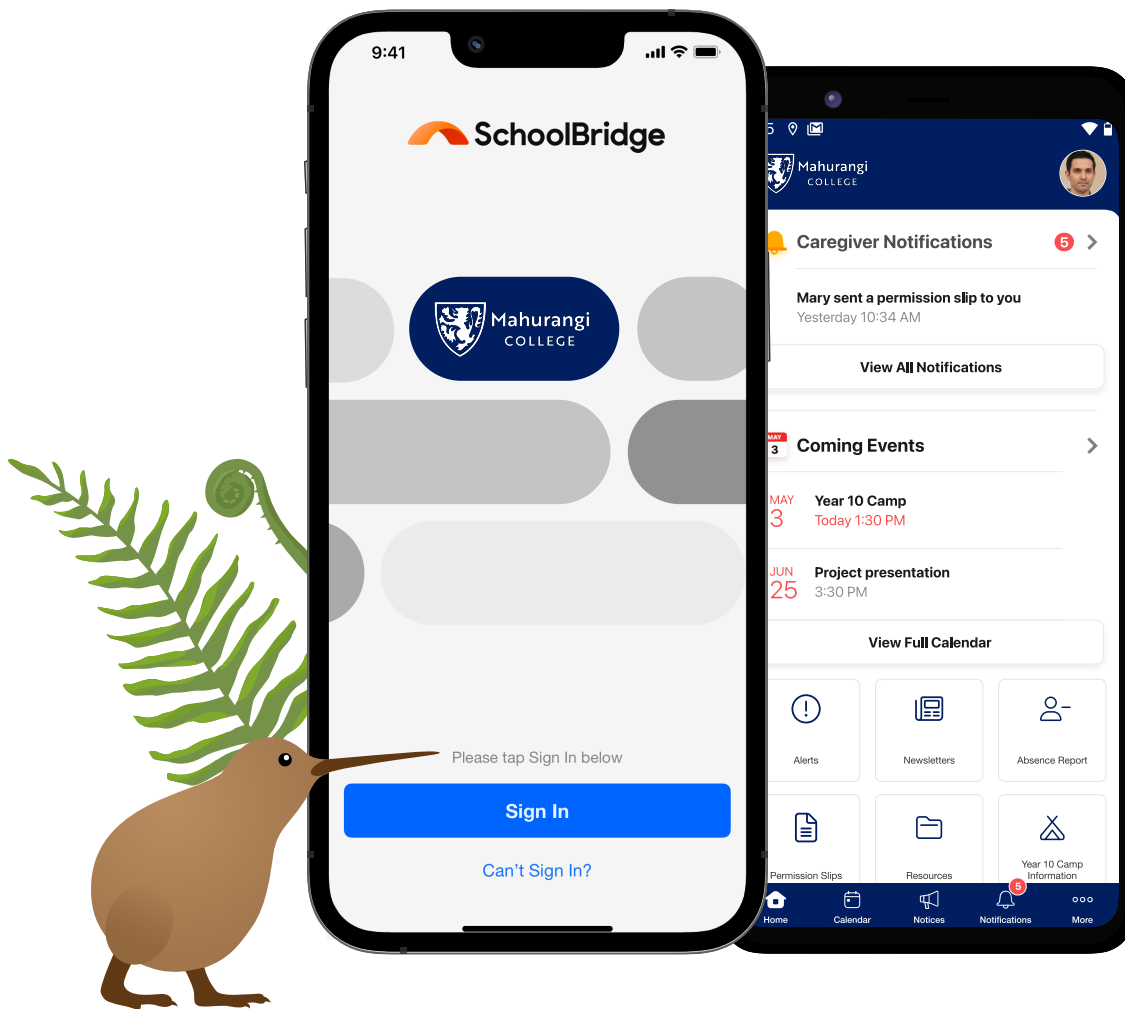 9:41
SchoolBridge
Mahurangi
COLLEGE
Please tap Sign In below
Sign In
Can't Sign In?
Mahurangi
COLLEGE
Caregiver Notifications
5
Mary sent a permission slip to you
Yesterday 10:34 AM
View All Notifications
MAY
3
Coming Events
MAY
3
Year 10 Camp
Today 1:30 PM
JUN
25
Project presentation
3:30 PM
View Full Calendar
Alerts
Newsletters
Absence Report
Permission Slips
Resources
Year 10 Camp
Information
5
Home
Calendar
Notices
Notifications
More